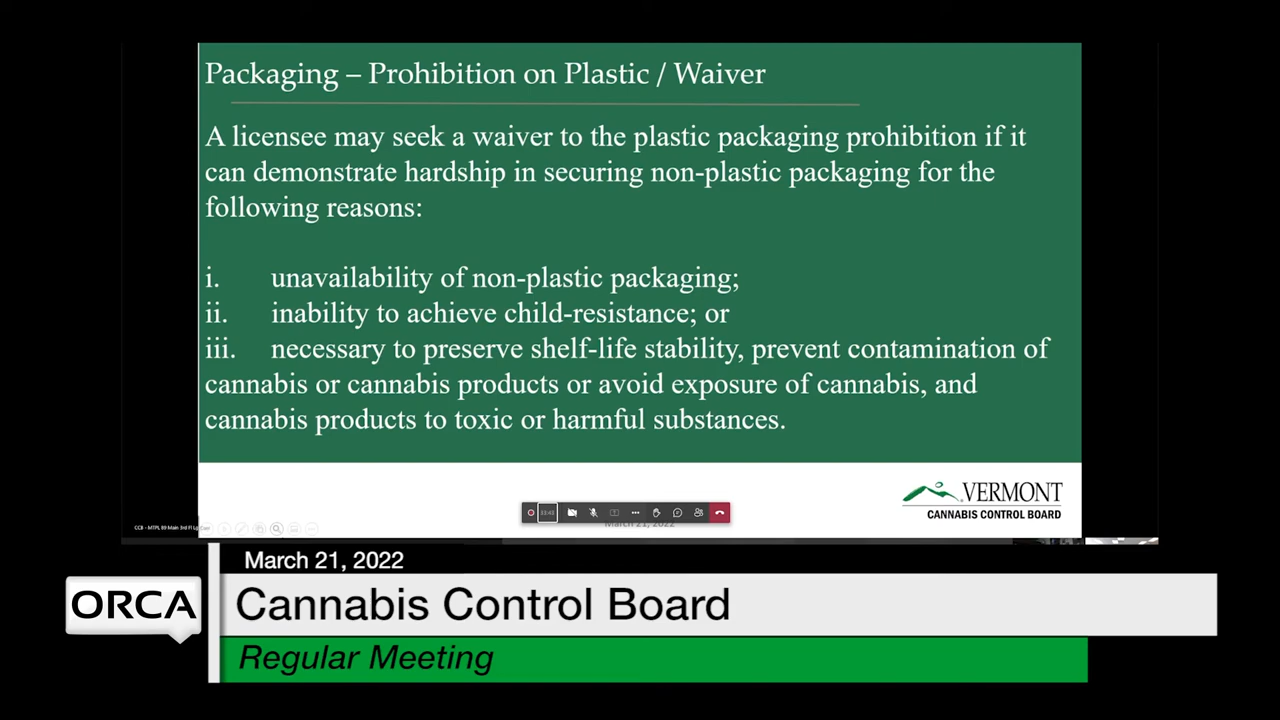 Packaging – Prohibition on Plastic / Waiver
A licensee may seek a waiver to the plastic packaging prohibition if it
can demonstrate hardship in securing non-plastic packaging for the
following reasons:
i. unavailability of non-plastic packaging;
ii. inability to achieve child-resistance; or
iii. necessary to preserve shelf-life stability, prevent contamination of
cannabis or cannabis products or avoid exposure of cannabis, and
cannabis products to toxic or harmful substances.
VERMONT
CANNABIS CONTROL BOARD
March 21, 2022
March 21, 2022
ORCA
Cannabis Control Board
Regular Meeting